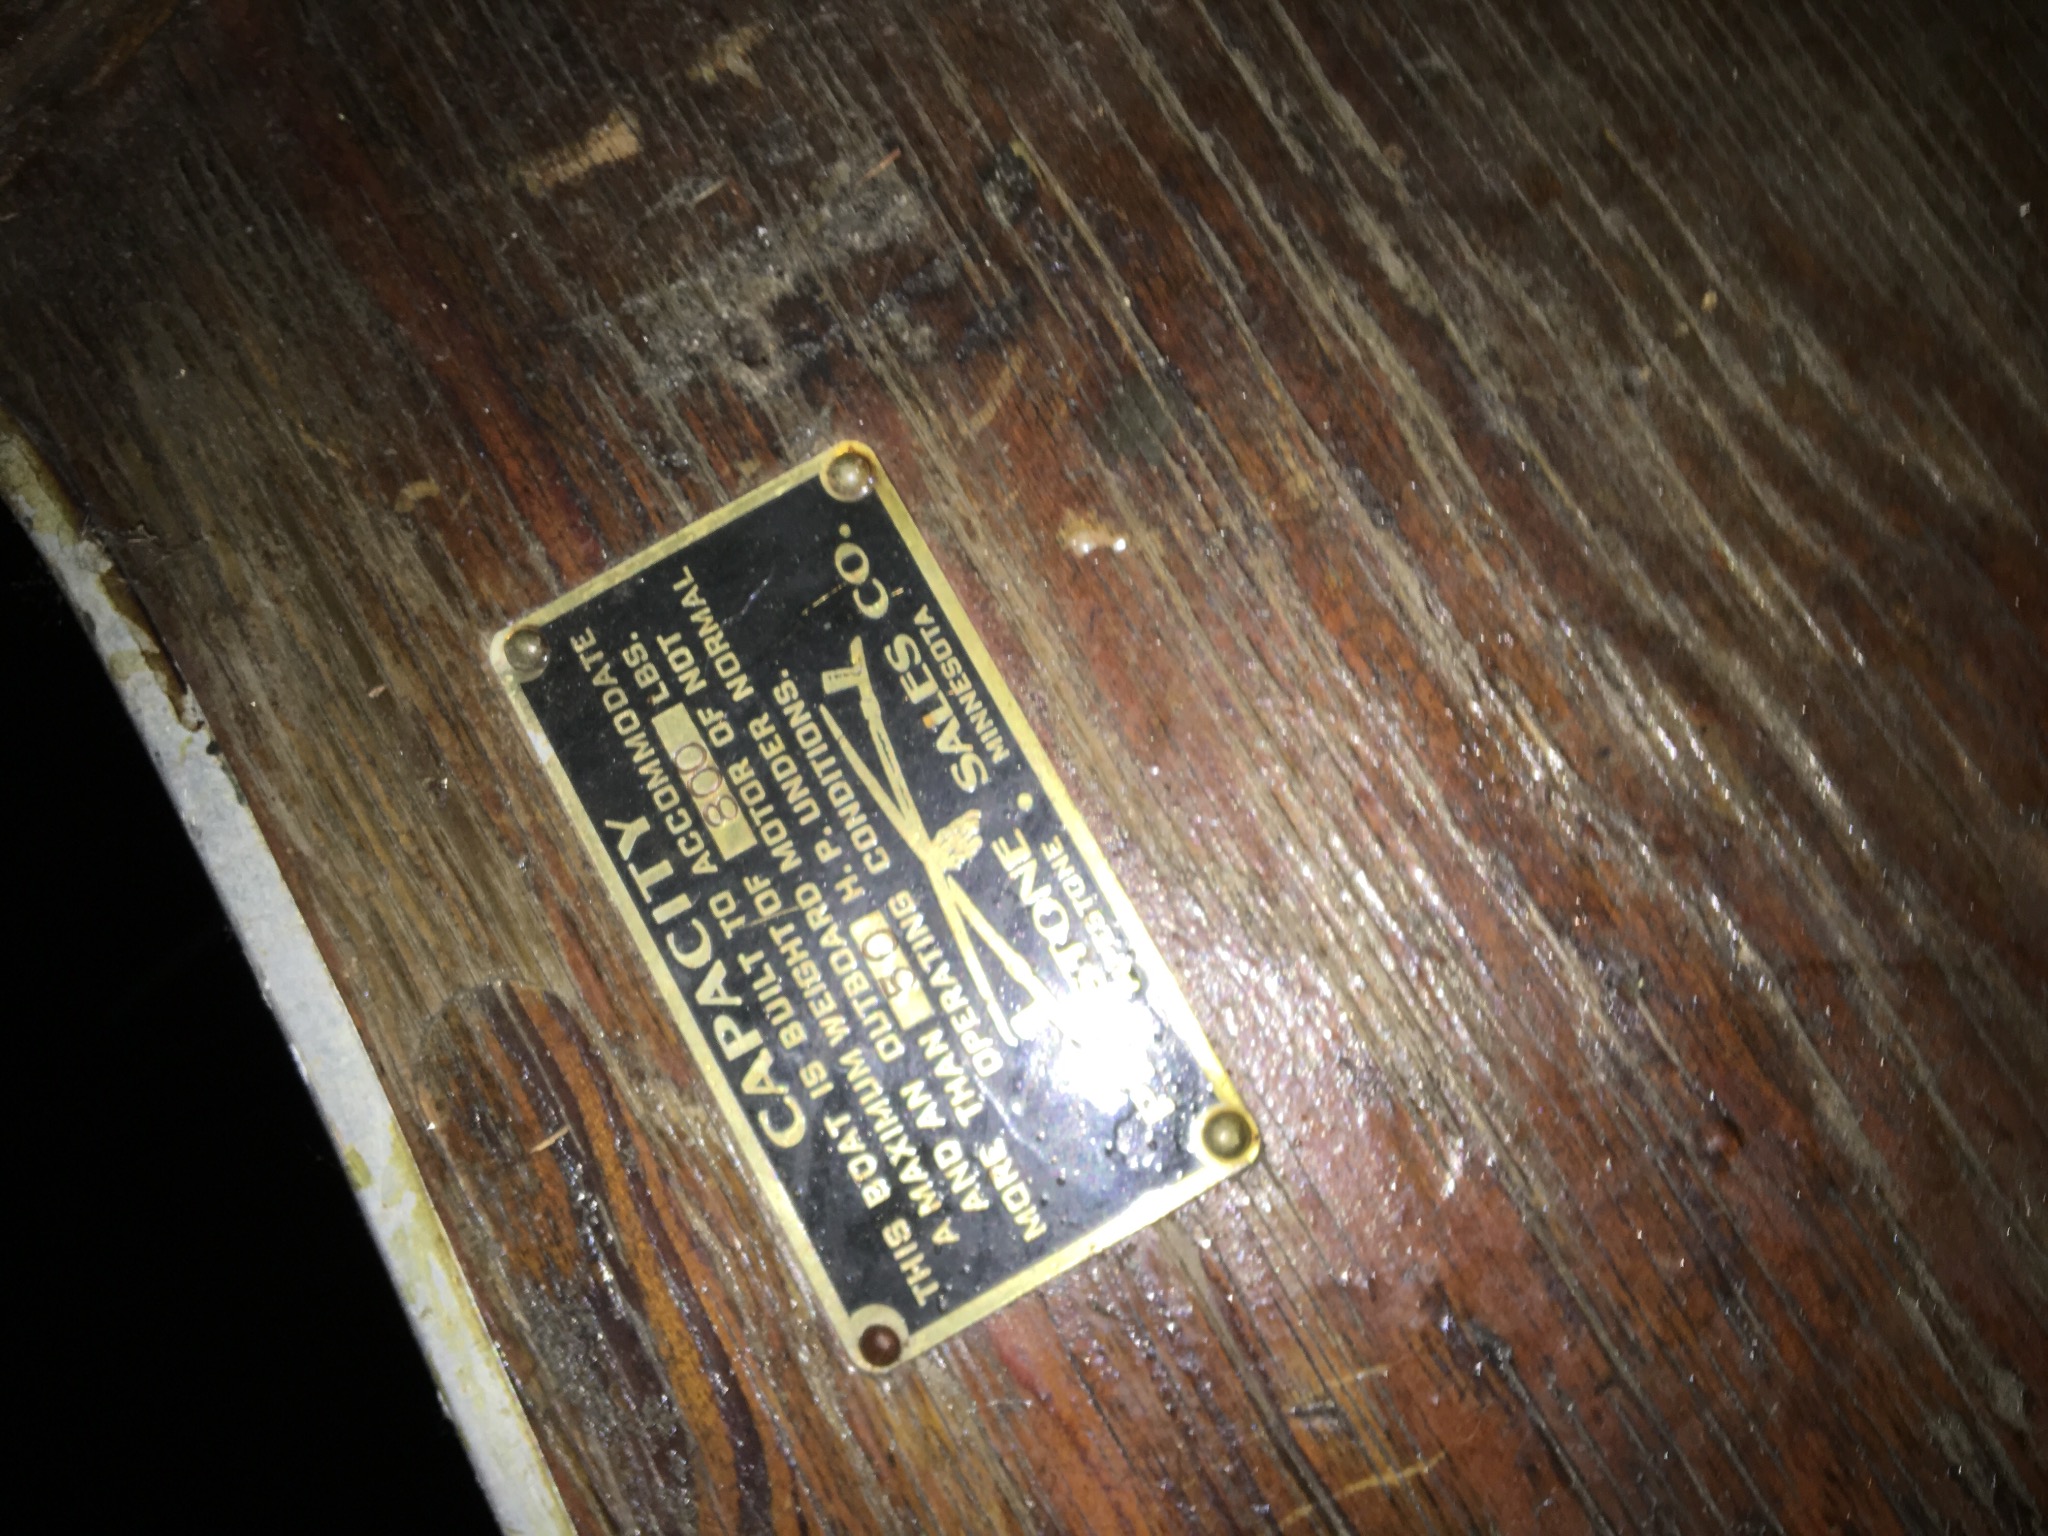 CAPACITY
THIS BOAT IS BUILT TO ACCOMMODATE
A MAXIMUM WEIGHT OF 800 LBS.
AND AN OUTBOARD MOTOR OF NOT
MORE THAN 50 H. P. UNDER NORMAL
OPERATING CONDITIONS.
SALES CO.
MINNESOTA